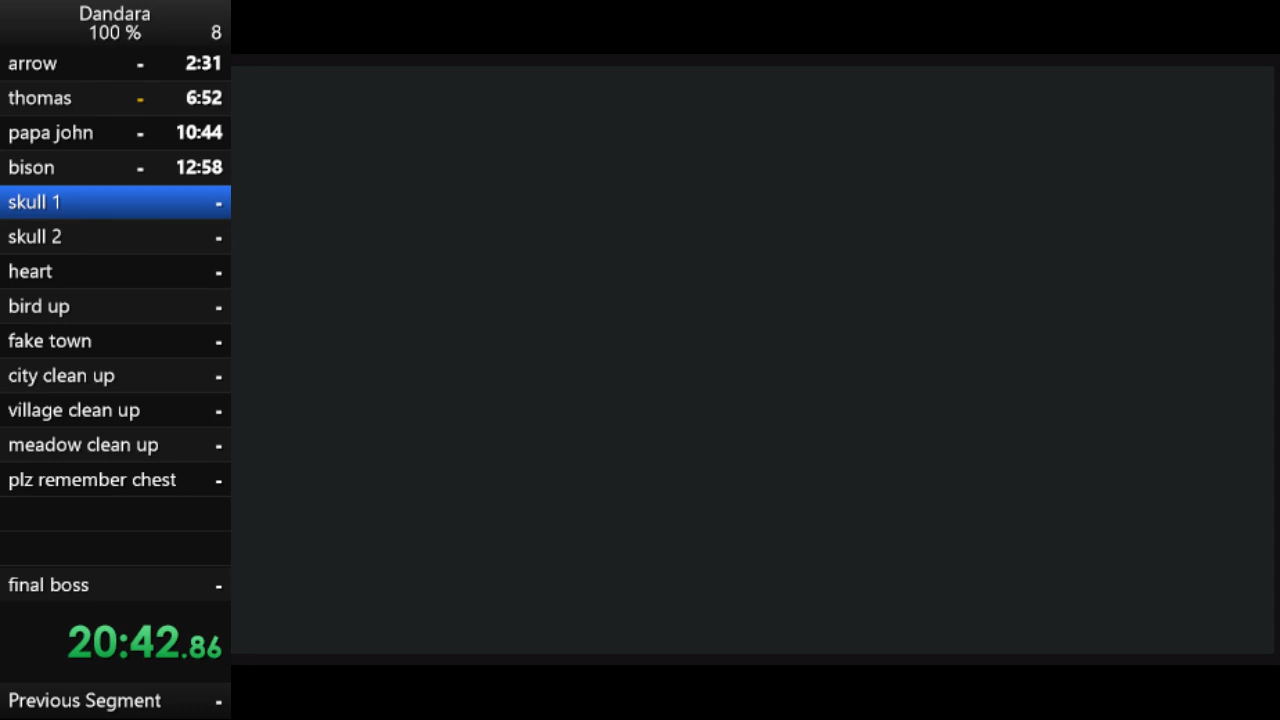 Dandara
100 % 8
arrow - 2:31
thomas - 6:52
papa john - 10:44
bison - 12:58
skull 1 -
skull 2 -
heart -
bird up -
fake town -
city clean up -
village clean up -
meadow clean up -
plz remember chest -
final boss -
20:42.86
Previous Segment -